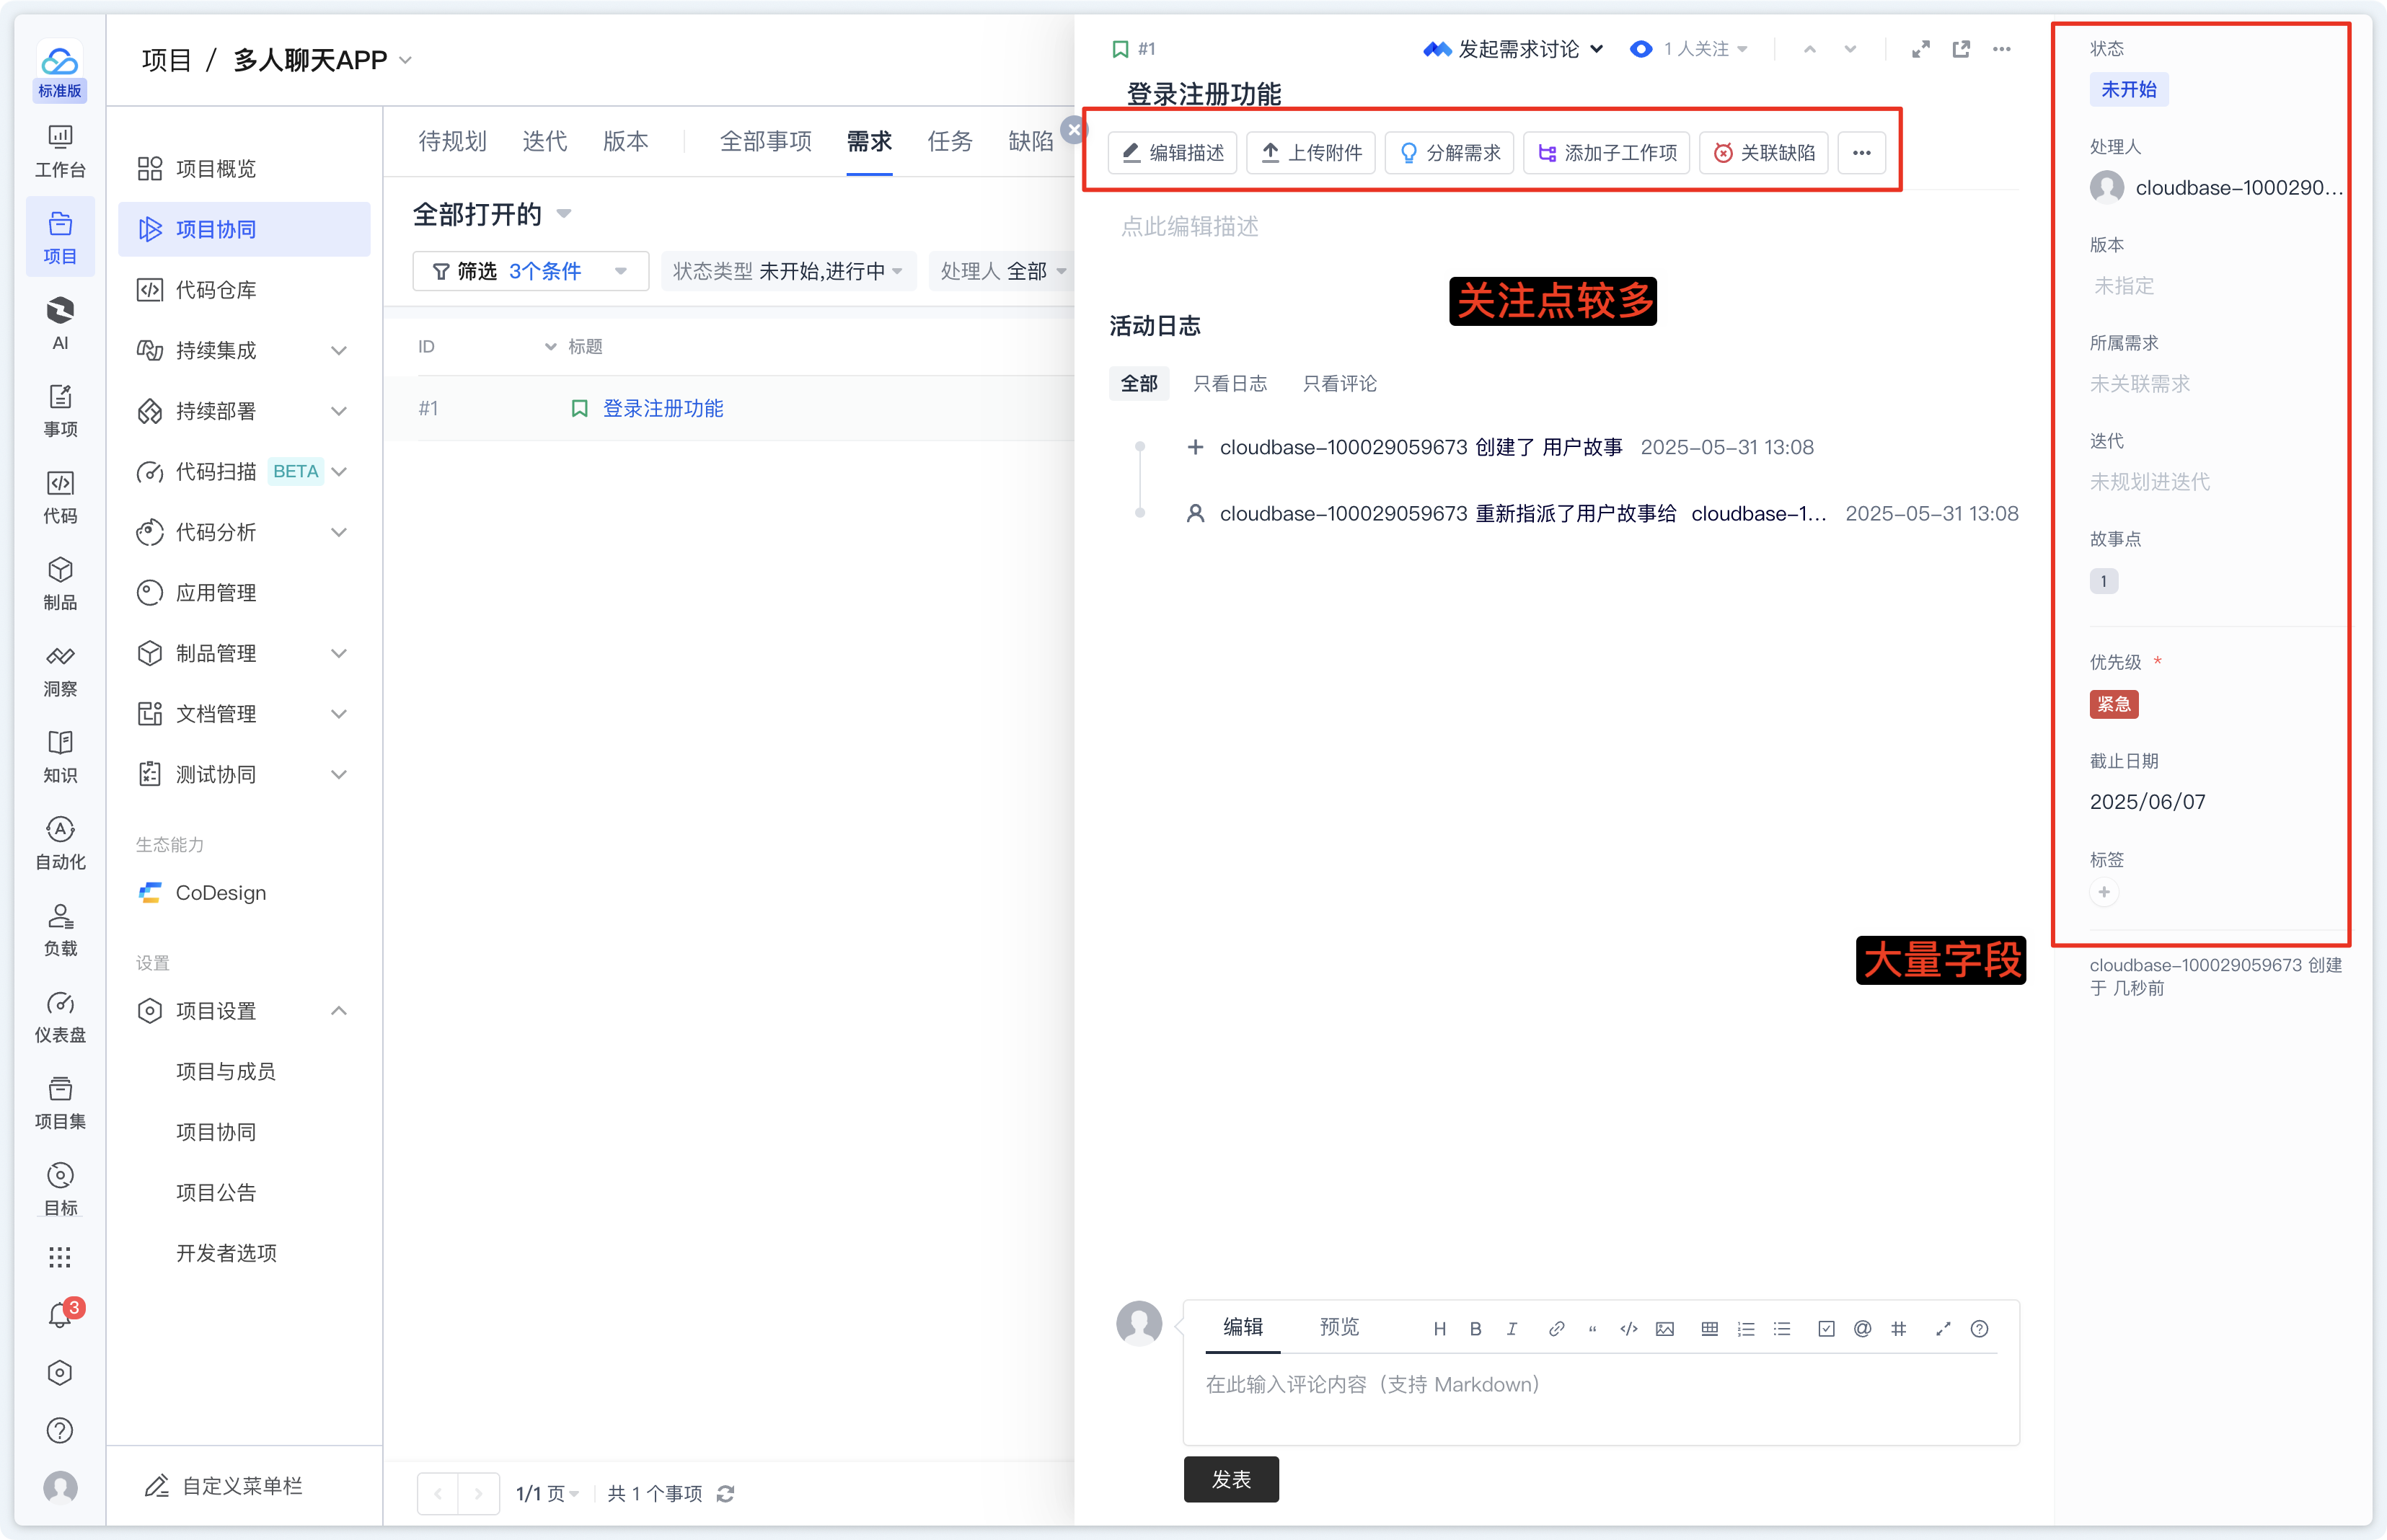 标准版
工作台
项目
AI
事项
代码
制品
洞察
知识
自动化
负载
仪表盘
项目集
目标
3
项目 / 多人聊天APP
项目概览
项目协同
代码仓库
持续集成
持续部署
代码扫描 BETA
代码分析
应用管理
制品管理
文档管理
测试协同
生态能力
CoDesign
设置
项目设置
项目与成员
项目协同
项目公告
开发者选项
自定义菜单栏
待规划 迭代 版本 全部事项 需求 任务 缺陷
全部打开的
筛选 3个条件 状态类型 未开始,进行中 处理人 全部
ID 标题
#1 登录注册功能
1/1 页 共 1 个事项
#1 发起需求讨论 1 人关注
登录注册功能
编辑描述 上传附件 分解需求 添加子工作项 关联缺陷
点此编辑描述
关注点较多
活动日志
全部 只看日志 只看评论
cloudbase-100029059673 创建了 用户故事 2025-05-31 13:08
cloudbase-100029059673 重新指派了用户故事给 cloudbase-1... 2025-05-31 13:08
大量字段
编辑 预览 H B I “ </> @ #
在此输入评论内容（支持 Markdown）
发表
状态
未开始
处理人
cloudbase-1000290...
版本
未指定
所属需求
未关联需求
迭代
未规划进迭代
故事点
1
优先级 *
紧急
截止日期
2025/06/07
标签
cloudbase-100029059673 创建
于 几秒前